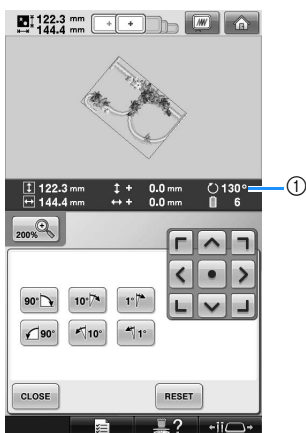 122.3 mm
144.4 mm
122.3 mm + 0.0 mm 130°
144.4 mm + 0.0 mm 6
1
200%
90° 10° 1°
90° 10° 1°
CLOSE RESET
?